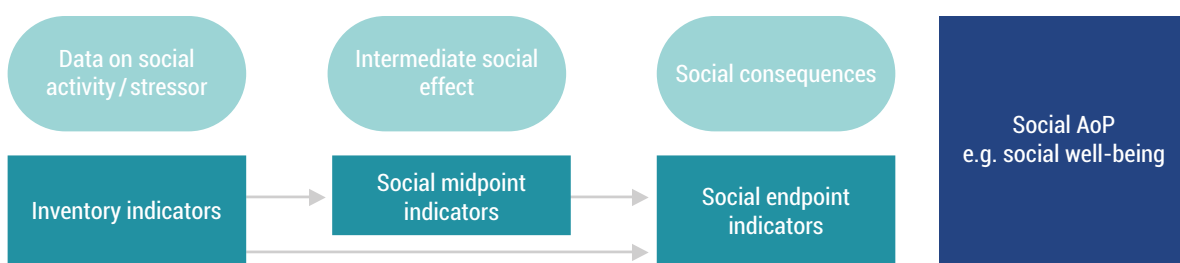 Data on social
activity/stressor
Intermediate social
effect
Social consequences
Social AoP
e.g. social well-being
Inventory indicators
Social midpoint
indicators
Social endpoint
indicators